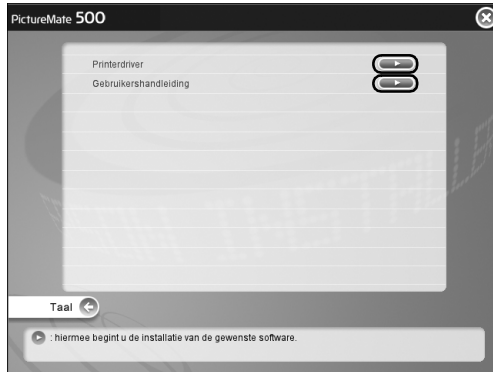 PictureMate 500
Printerdriver
Gebruikershandleiding
Taal
: hiermee begint u de installatie van de gewenste software.